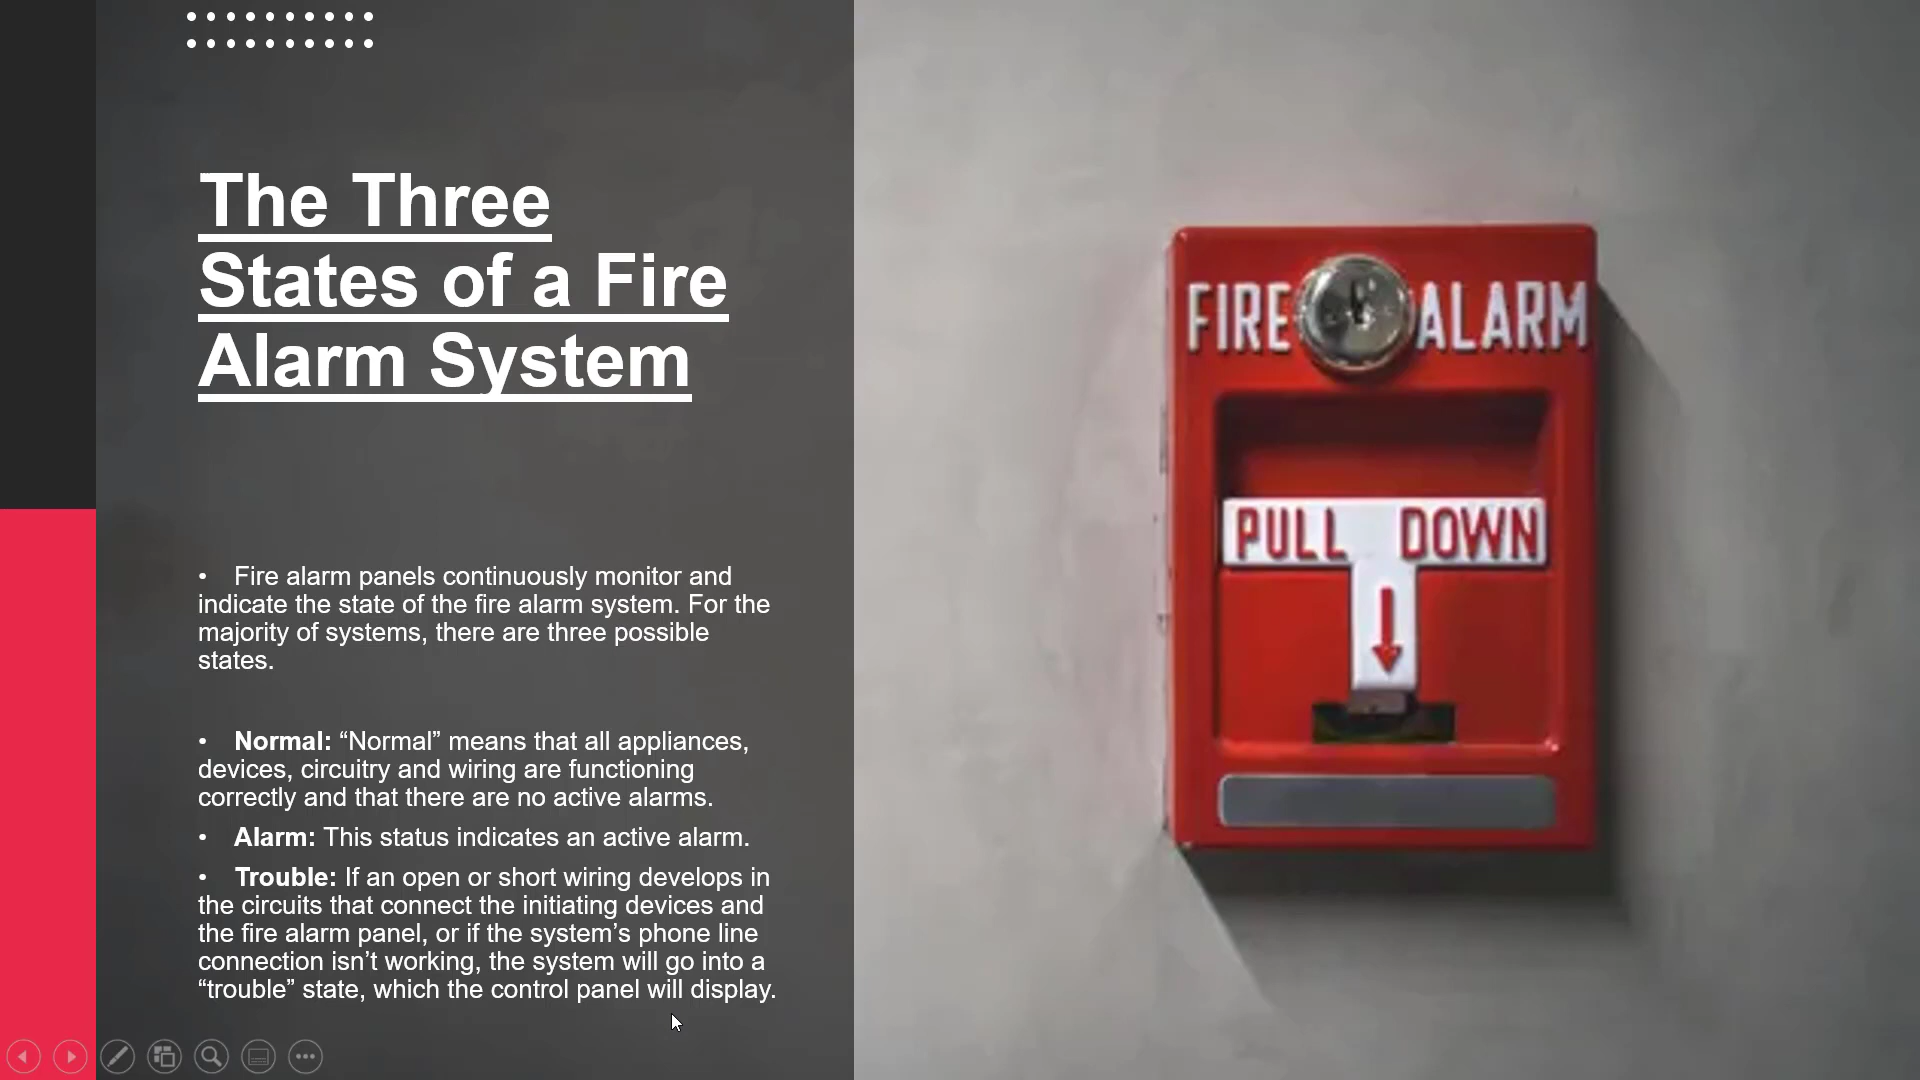 The Three
States of a Fire
Alarm System
• Fire alarm panels continuously monitor and
indicate the state of the fire alarm system. For the
majority of systems, there are three possible
states.
• Normal: “Normal” means that all appliances,
devices, circuitry and wiring are functioning
correctly and that there are no active alarms.
• Alarm: This status indicates an active alarm.
• Trouble: If an open or short wiring develops in
the circuits that connect the initiating devices and
the fire alarm panel, or if the system’s phone line
connection isn’t working, the system will go into a
“trouble” state, which the control panel will display.
FIRE ALARM
PULL DOWN